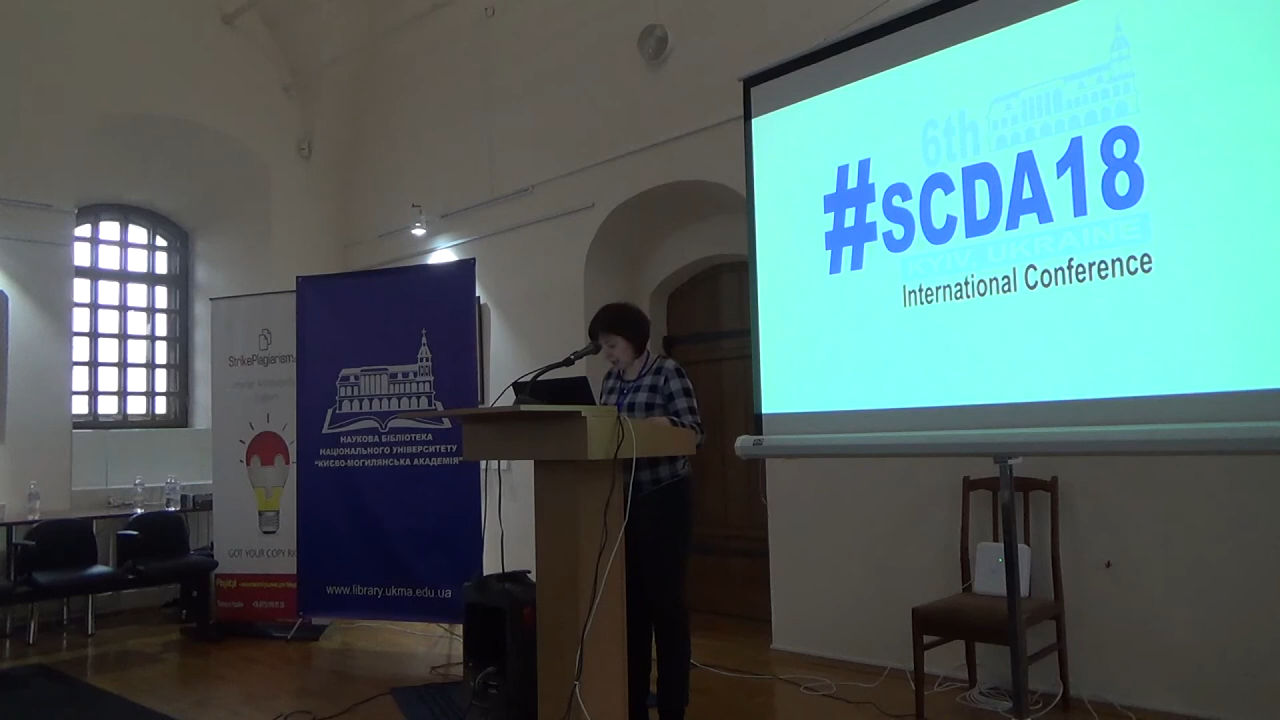 6th
#SCDA18
KYIV, UKRAINE
International Conference
StrikePlagiarism
GOT YOUR COPY
НАУКОВА БІБЛІОТЕКА
НАЦІОНАЛЬНОГО УНІВЕРСИТЕТУ
"КИЄВО-МОГИЛЯНСЬКА АКАДЕМІЯ"
www.library.ukma.edu.ua